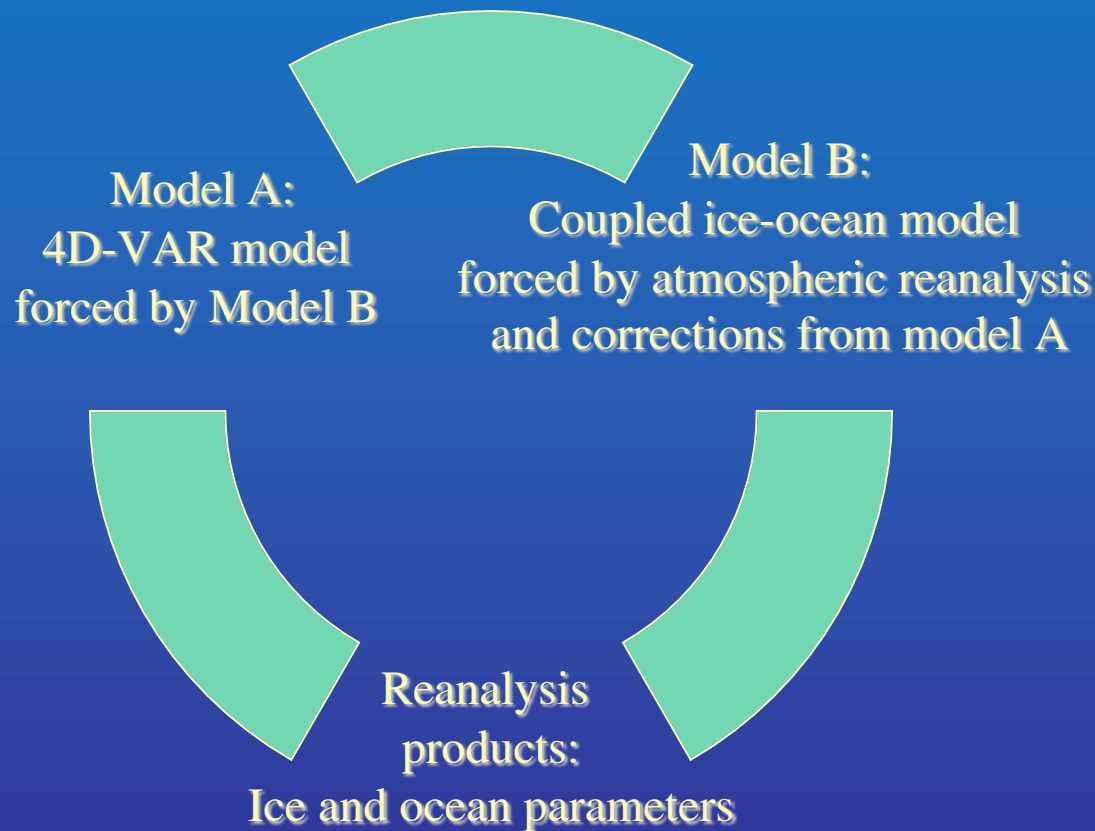 Model A:
4D-VAR model
forced by Model B
Model B:
Coupled ice-ocean model
forced by atmospheric reanalysis
and corrections from model A
Reanalysis
products:
Ice and ocean parameters